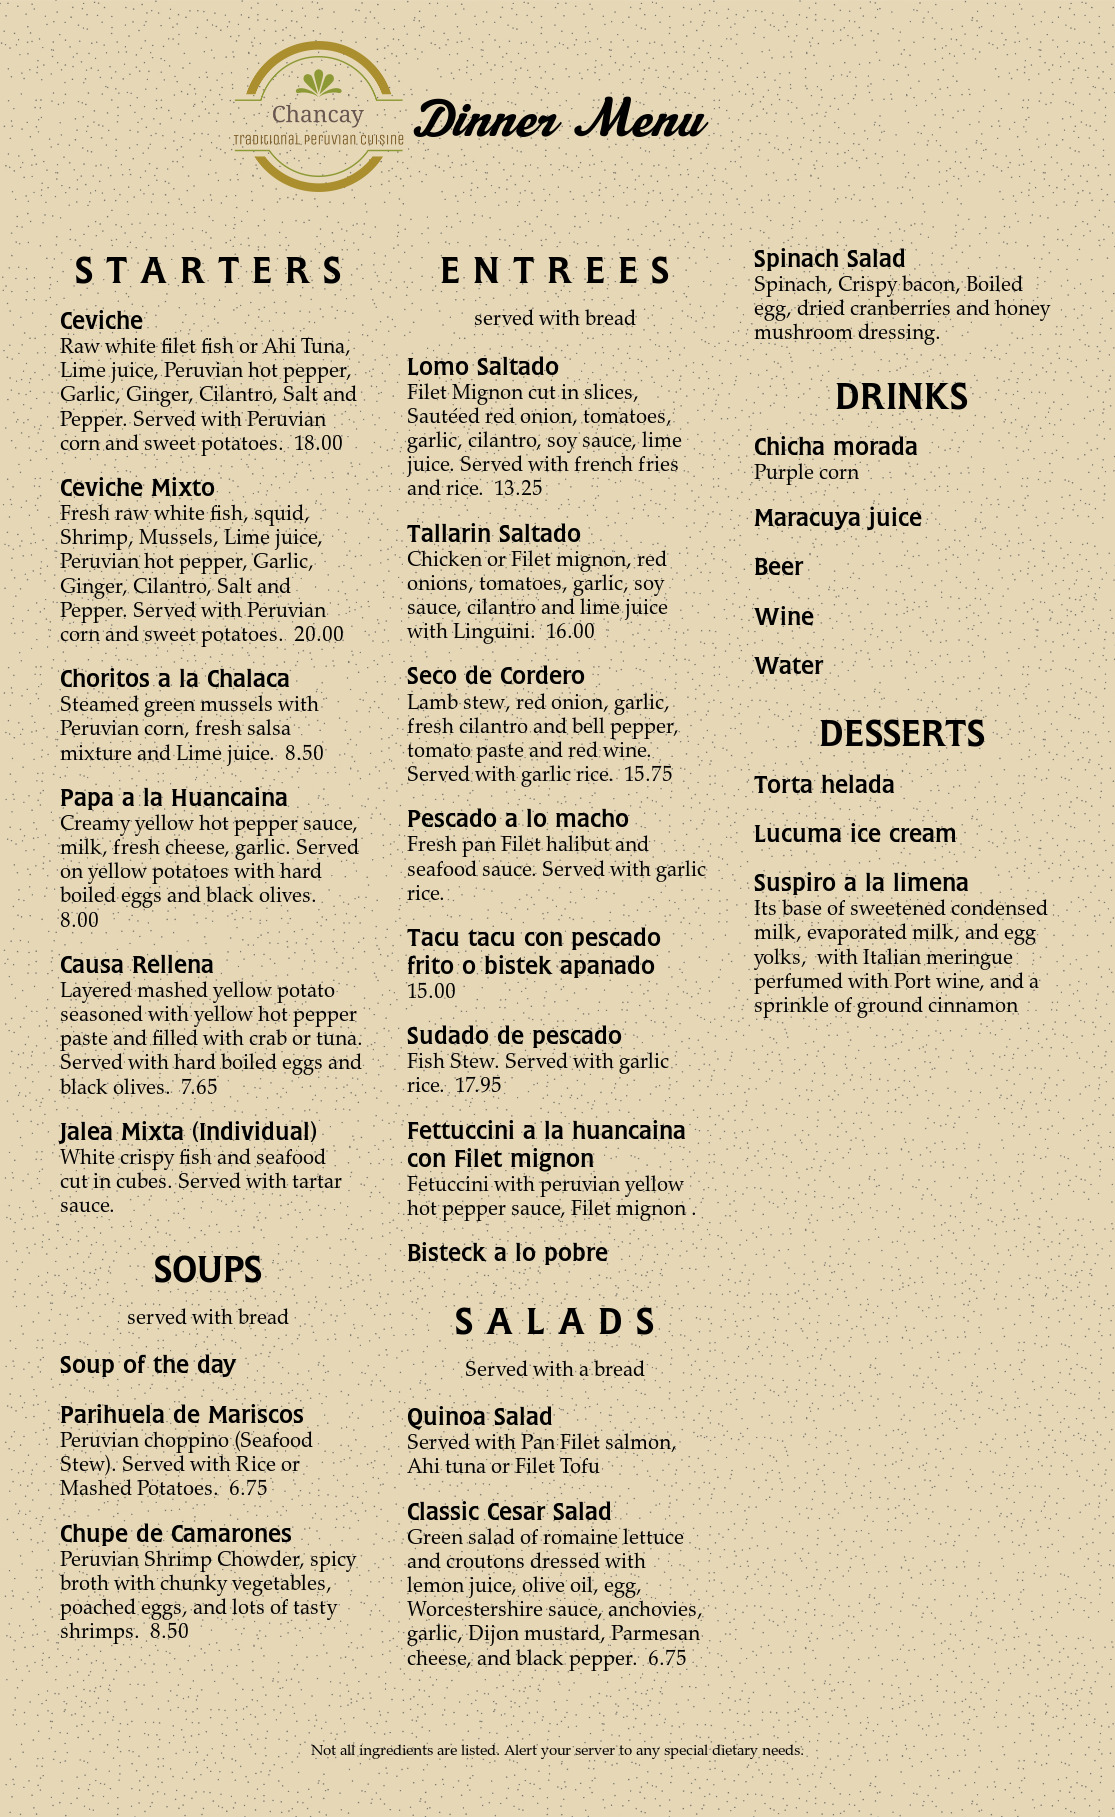 Chancay
Traditional Peruvian Cuisine
Dinner Menu
STARTERS
Ceviche
Raw white filet fish or Ahi Tuna,
Lime juice, Peruvian hot pepper,
Garlic, Ginger, Cilantro, Salt and
Pepper. Served with Peruvian
corn and sweet potatoes. 18.00
Ceviche Mixto
Fresh raw white fish, squid,
Shrimp, Mussels, Lime juice,
Peruvian hot pepper, Garlic,
Ginger, Cilantro, Salt and
Pepper. Served with Peruvian
corn and sweet potatoes. 20.00
Choritos a la Chalaca
Steamed green mussels with
Peruvian corn, fresh salsa
mixture and Lime juice. 8.50
Papa a la Huancaina
Creamy yellow hot pepper sauce,
milk, fresh cheese, garlic. Served
on yellow potatoes with hard
boiled eggs and black olives.
8.00
Causa Rellena
Layered mashed yellow potato
seasoned with yellow hot pepper
paste and filled with crab or tuna.
Served with hard boiled eggs and
black olives. 7.65
Jalea Mixta (Individual)
White crispy fish and seafood
cut in cubes. Served with tartar
sauce.
SOUPS
served with bread
Soup of the day
Parihuela de Mariscos
Peruvian choppino (Seafood
Stew). Served with Rice or
Mashed Potatoes. 6.75
Chupe de Camarones
Peruvian Shrimp Chowder, spicy
broth with chunky vegetables,
poached eggs, and lots of tasty
shrimps. 8.50
ENTREES
served with bread
Lomo Saltado
Filet Mignon cut in slices,
Sautéed red onion, tomatoes,
garlic, cilantro, soy sauce, lime
juice. Served with french fries
and rice. 13.25
Tallarin Saltado
Chicken or Filet mignon, red
onions, tomatoes, garlic, soy
sauce, cilantro and lime juice
with Linguini. 16.00
Seco de Cordero
Lamb stew, red onion, garlic,
fresh cilantro and bell pepper,
tomato paste and red wine.
Served with garlic rice. 15.75
Pescado a lo macho
Fresh pan Filet halibut and
seafood sauce. Served with garlic
rice.
Tacu tacu con pescado
frito o bistek apanado
15.00
Sudado de pescado
Fish Stew. Served with garlic
rice. 17.95
Fettuccini a la huancaina
con Filet mignon
Fetuccini with peruvian yellow
hot pepper sauce, Filet mignon .
Bisteck a lo pobre
SALADS
Served with a bread
Quinoa Salad
Served with Pan Filet salmon,
Ahi tuna or Filet Tofu
Classic Cesar Salad
Green salad of romaine lettuce
and croutons dressed with
lemon juice, olive oil, egg,
Worcestershire sauce, anchovies,
garlic, Dijon mustard, Parmesan
cheese, and black pepper. 6.75
Spinach Salad
Spinach, Crispy bacon, Boiled
egg, dried cranberries and honey
mushroom dressing.
DRINKS
Chicha morada
Purple corn
Maracuya juice
Beer
Wine
Water
DESSERTS
Torta helada
Lucuma ice cream
Suspiro a la limena
Its base of sweetened condensed
milk, evaporated milk, and egg
yolks, with Italian meringue
perfumed with Port wine, and a
sprinkle of ground cinnamon
Not all ingredients are listed. Alert your server to any special dietary needs.